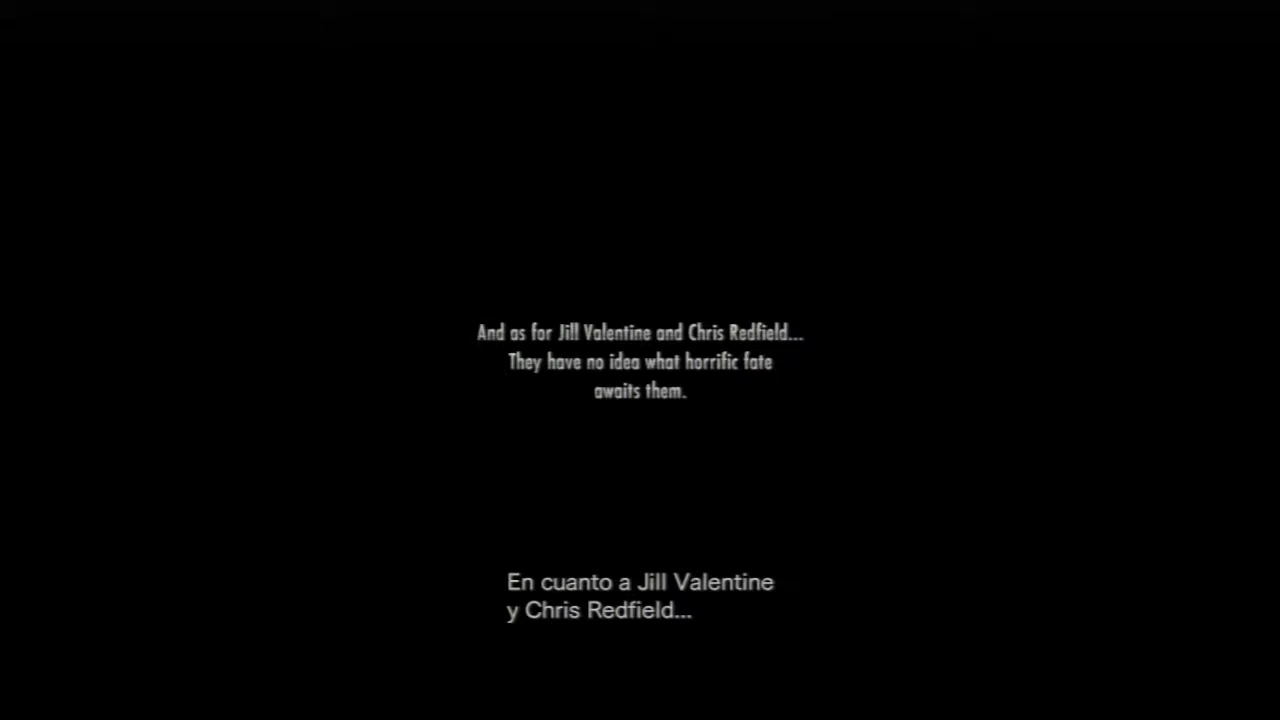 And as for Jill Valentine and Chris Redfield...
They have no idea what horrific fate
awaits them.
En cuanto a Jill Valentine
y Chris Redfield...